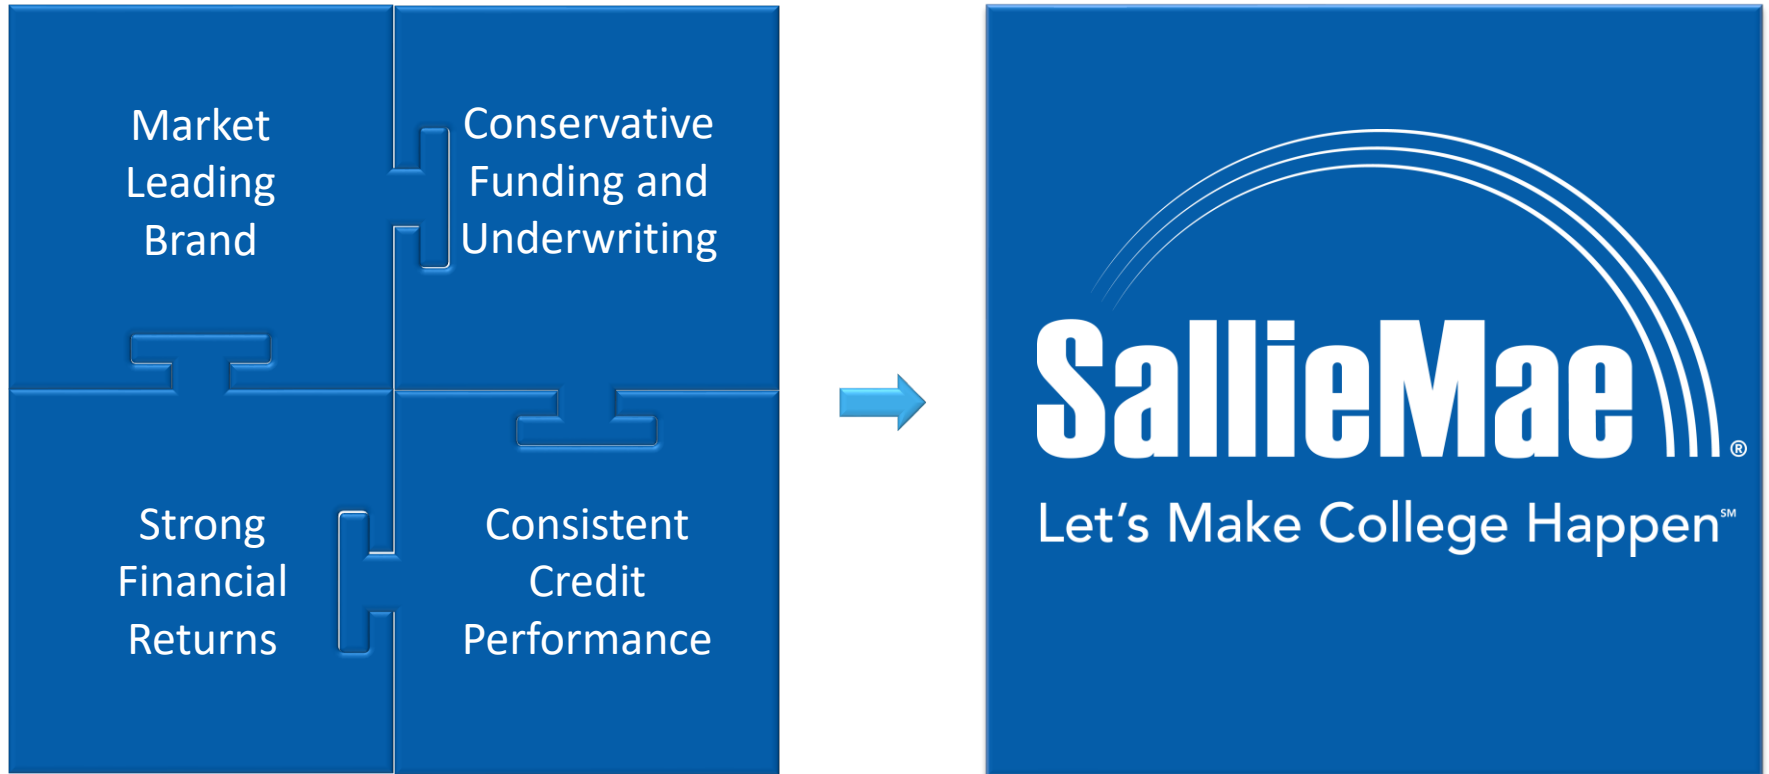 Market
Leading
Brand
Conservative
Funding and
Underwriting
Strong
Financial
Returns
Consistent
Credit
Performance
SallieMae®
Let’s Make College Happen℠